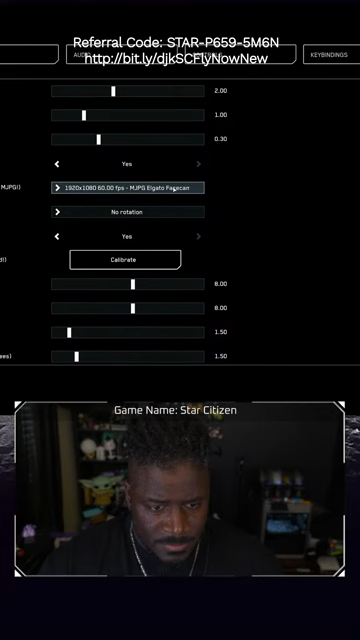 Referral Code: STAR-P659-5M6N
http://bit.ly/djkSCFlyNowNew
AUDIO
KEYBINDINGS
2.00
1.00
0.30
Yes
MJPG!)
1920x1080 60.00 fps - MJPG Elgato Facecam
No rotation
Yes
Calibrate
8.00
8.00
1.50
ees)
1.50
Game Name: Star Citizen